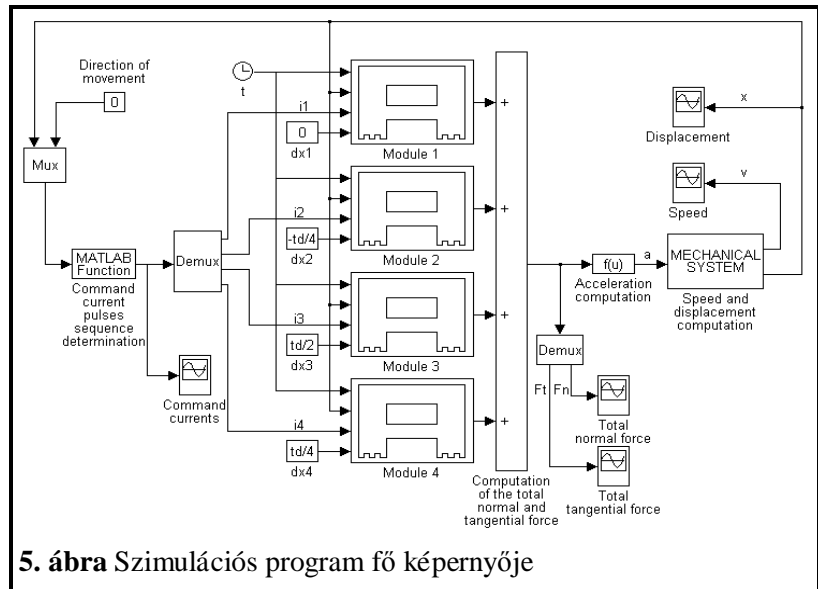 Direction of
movement
0
Mux
MATLAB
Function
Command
current
pulses
sequence
determination
Command
currents
Demux
t
i1
0
dx1
Module 1
i2
-td/4
dx2
Module 2
i3
td/2
dx3
Module 3
i4
td/4
dx4
Module 4
+
+
+
+
Computation
of the total
normal and
tangential force
f(u)
Acceleration
computation
a
MECHANICAL
SYSTEM
Speed and
displacement
computation
x
Displacement
v
Speed
Demux
Ft
Fn
Total
normal force
Total
tangential force
5. ábra Szimulációs program fő képernyője